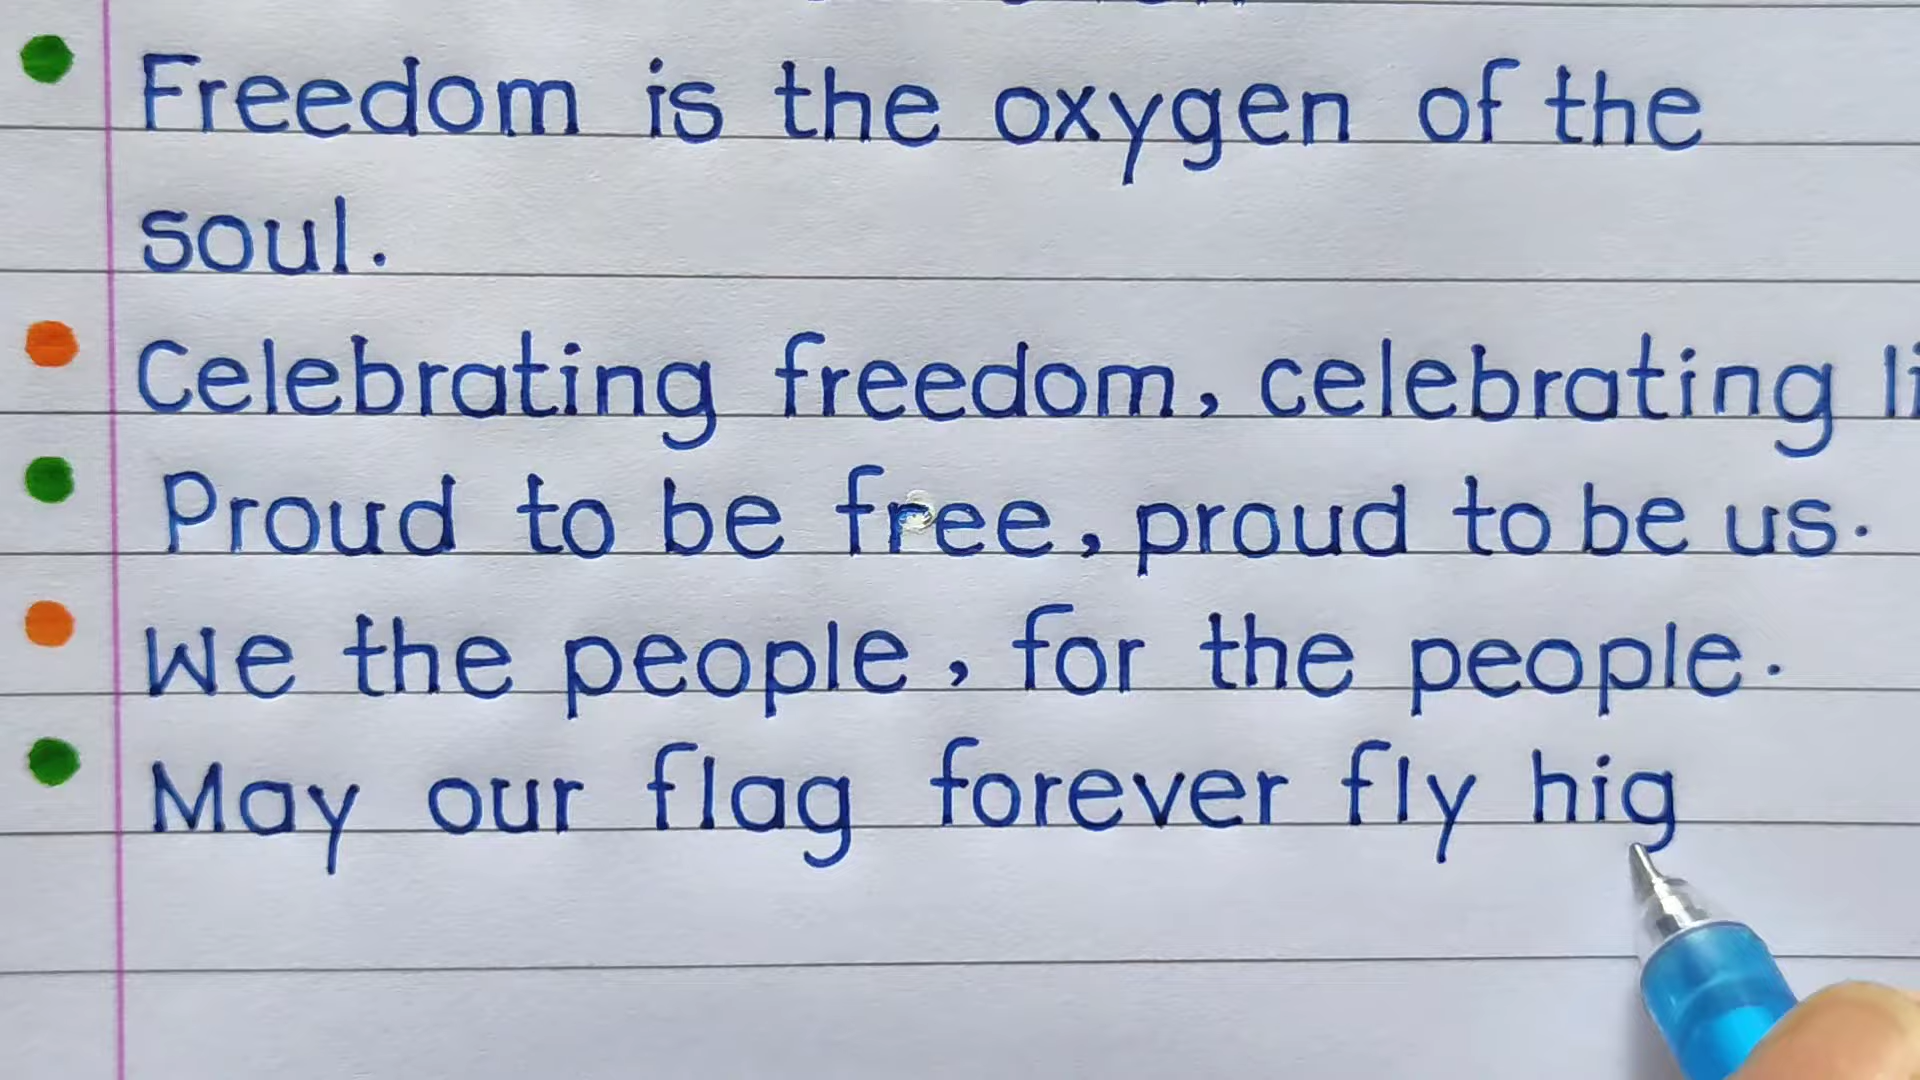 Freedom is the oxygen of the
soul.
Celebrating freedom, celebrating li
Proud to be free, proud to be us.
We the people, for the people.
May our flag forever fly hig